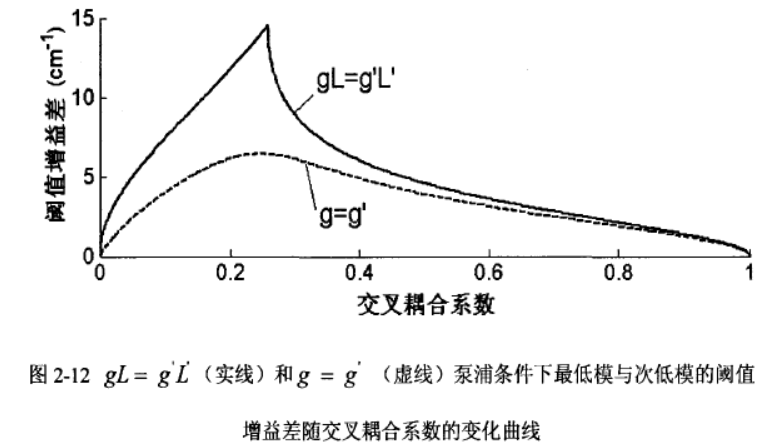 15
10
5
0
阈值增益差 (cm⁻¹)
gL=g'L'
g=g'
0 0.2 0.4 0.6 0.8 1
交叉耦合系数
图 2-12 gL = g'L' (实线) 和 g = g' (虚线) 泵浦条件下最低模与次低模的阈值
增益差随交叉耦合系数的变化曲线